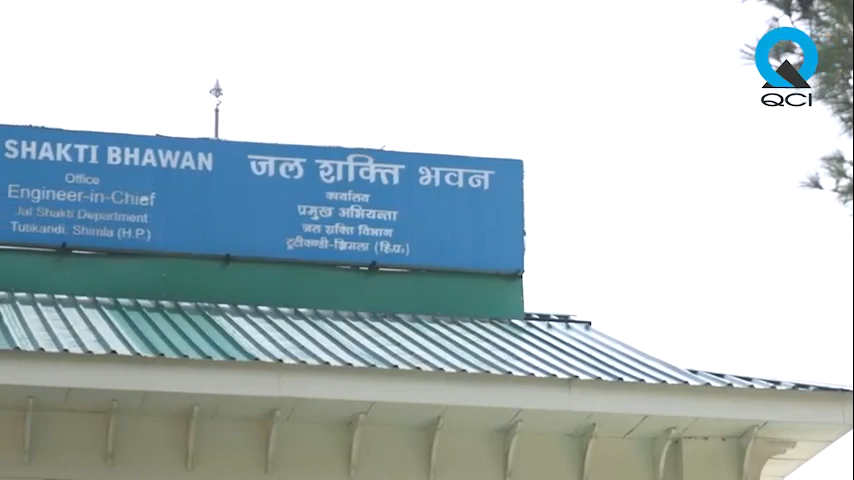 SHAKTI BHAWAN
Office
Engineer-in-Chief
Jal Shakti Department
Tutikandi, Shimla (H.P.)
जल शक्ति भवन
कार्यालय
प्रमुख अभियन्ता
जल शक्ति विभाग
टूटीकण्डी-शिमला (हि.प्र.)
QCI